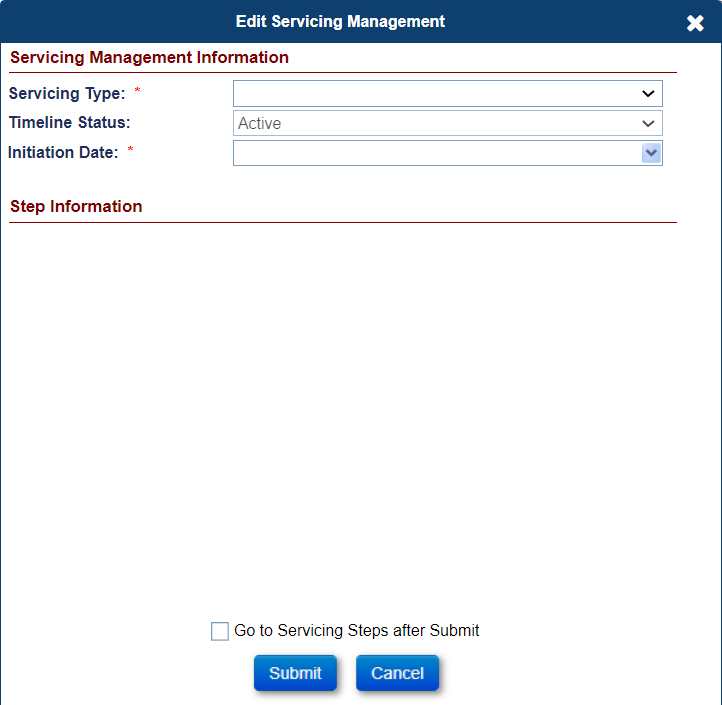 Edit Servicing Management
Servicing Management Information
Servicing Type: *
Timeline Status: Active
Initiation Date: *
Step Information
Go to Servicing Steps after Submit
Submit Cancel